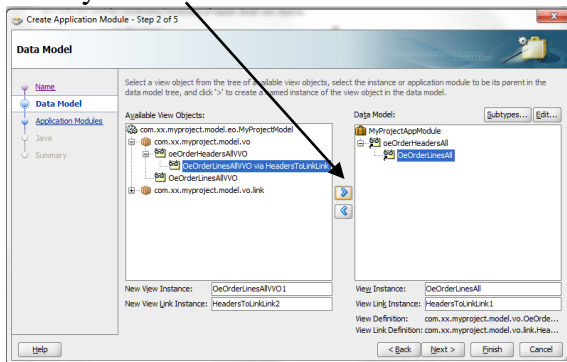 Create Application Module - Step 2 of 5
Data Model
Name
Data Model
Application Modules
Java
Summary
Select a view object from the tree of available view objects, select the instance or application module to be its parent in the
data model tree, and click '>' to create a named instance of the view object in the data model.
Available View Objects:
com.xx.myproject.model.eo.MyProjectModel
com.xx.myproject.model.vo
oeOrderHeadersAllVVO
OeOrderLinesAllVVO via HeadersToLinkLink
OeOrderLinesAllVVO
com.xx.myproject.model.vo.link
Data Model:
Subtypes...
Edit...
MyProjectAppModule
oeOrderHeadersAll
OeOrderLinesAll
New View Instance: OeOrderLinesAllVVO1
New View Link Instance: HeadersToLinkLink2
View Instance: OeOrderLinesAll
View Link Instance: HeadersToLinkLink1
View Definition: com.xx.myproject.model.vo.OeOrde...
View Link Definition: com.xx.myproject.model.vo.link.Hea...
Help
< Back
Next >
Finish
Cancel